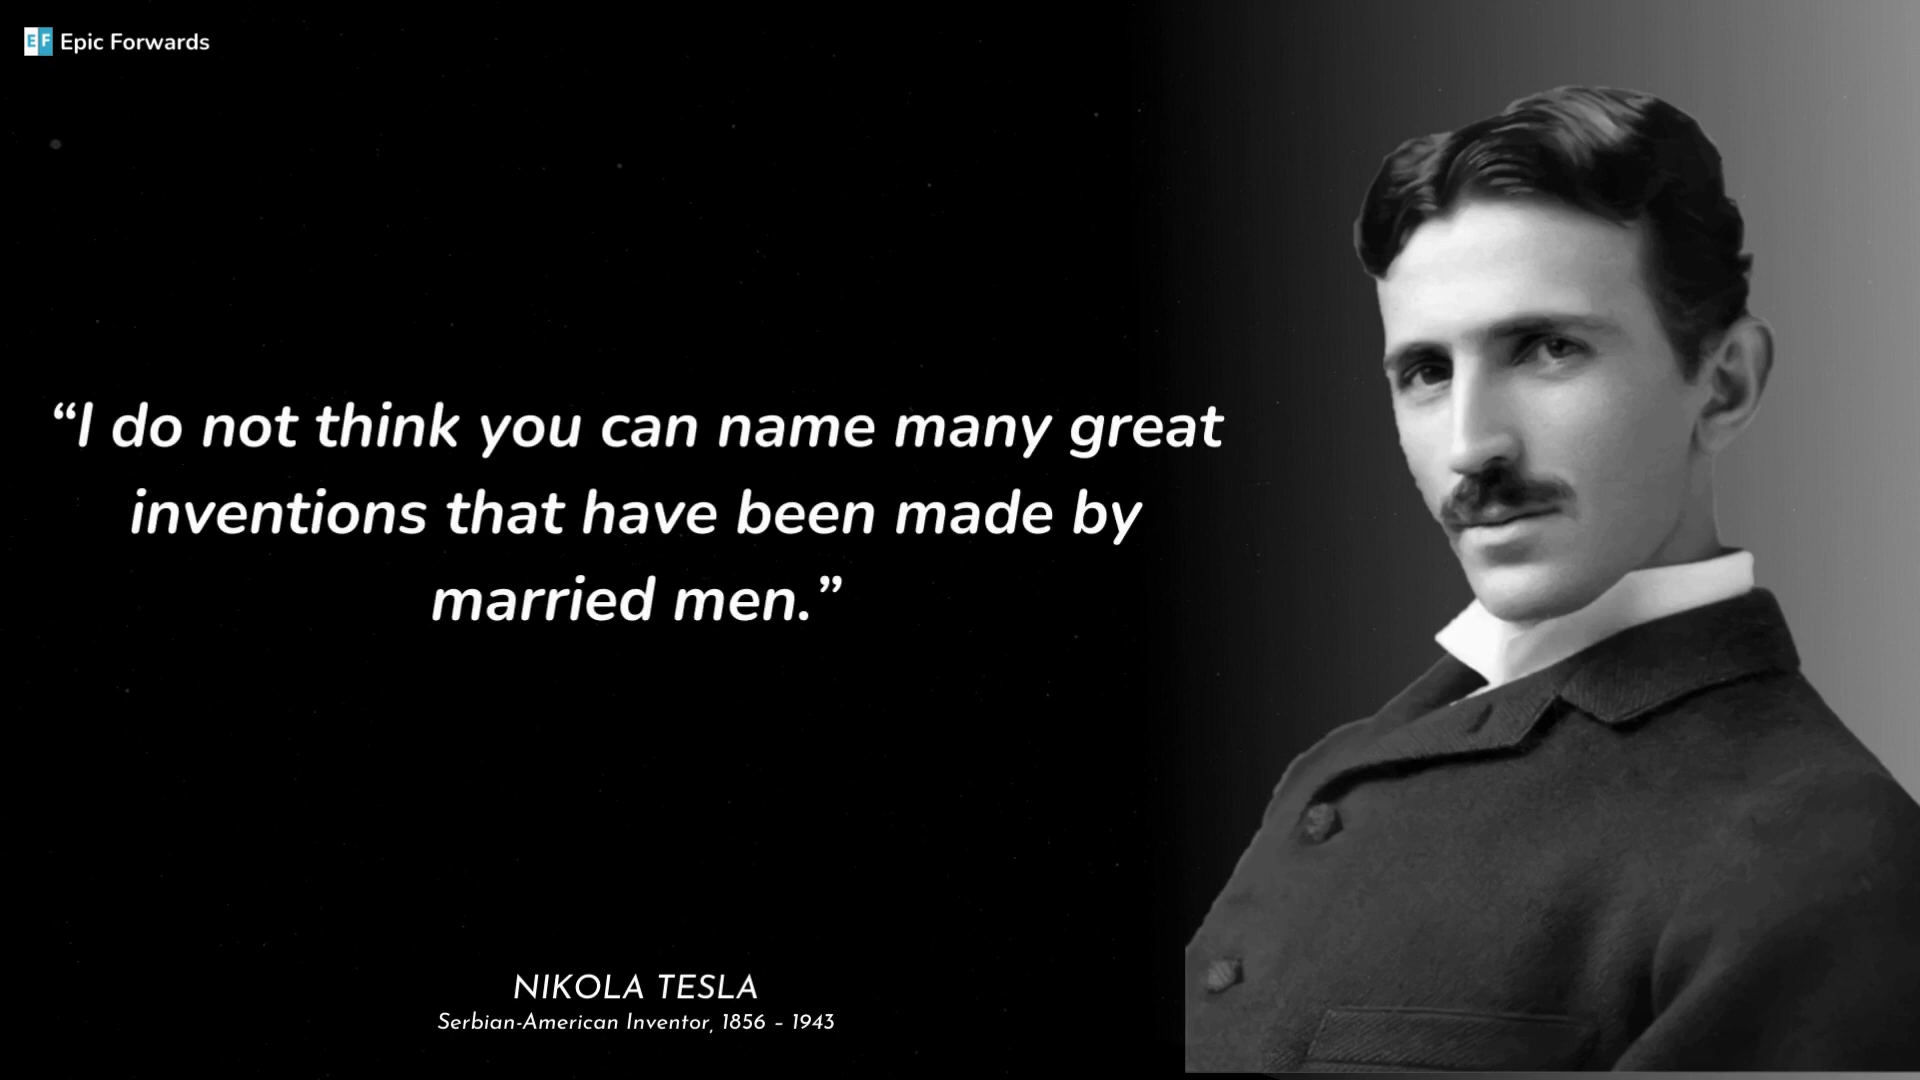 EF Epic Forwards
“I do not think you can name many great
inventions that have been made by
married men.”
NIKOLA TESLA
Serbian-American Inventor, 1856 – 1943